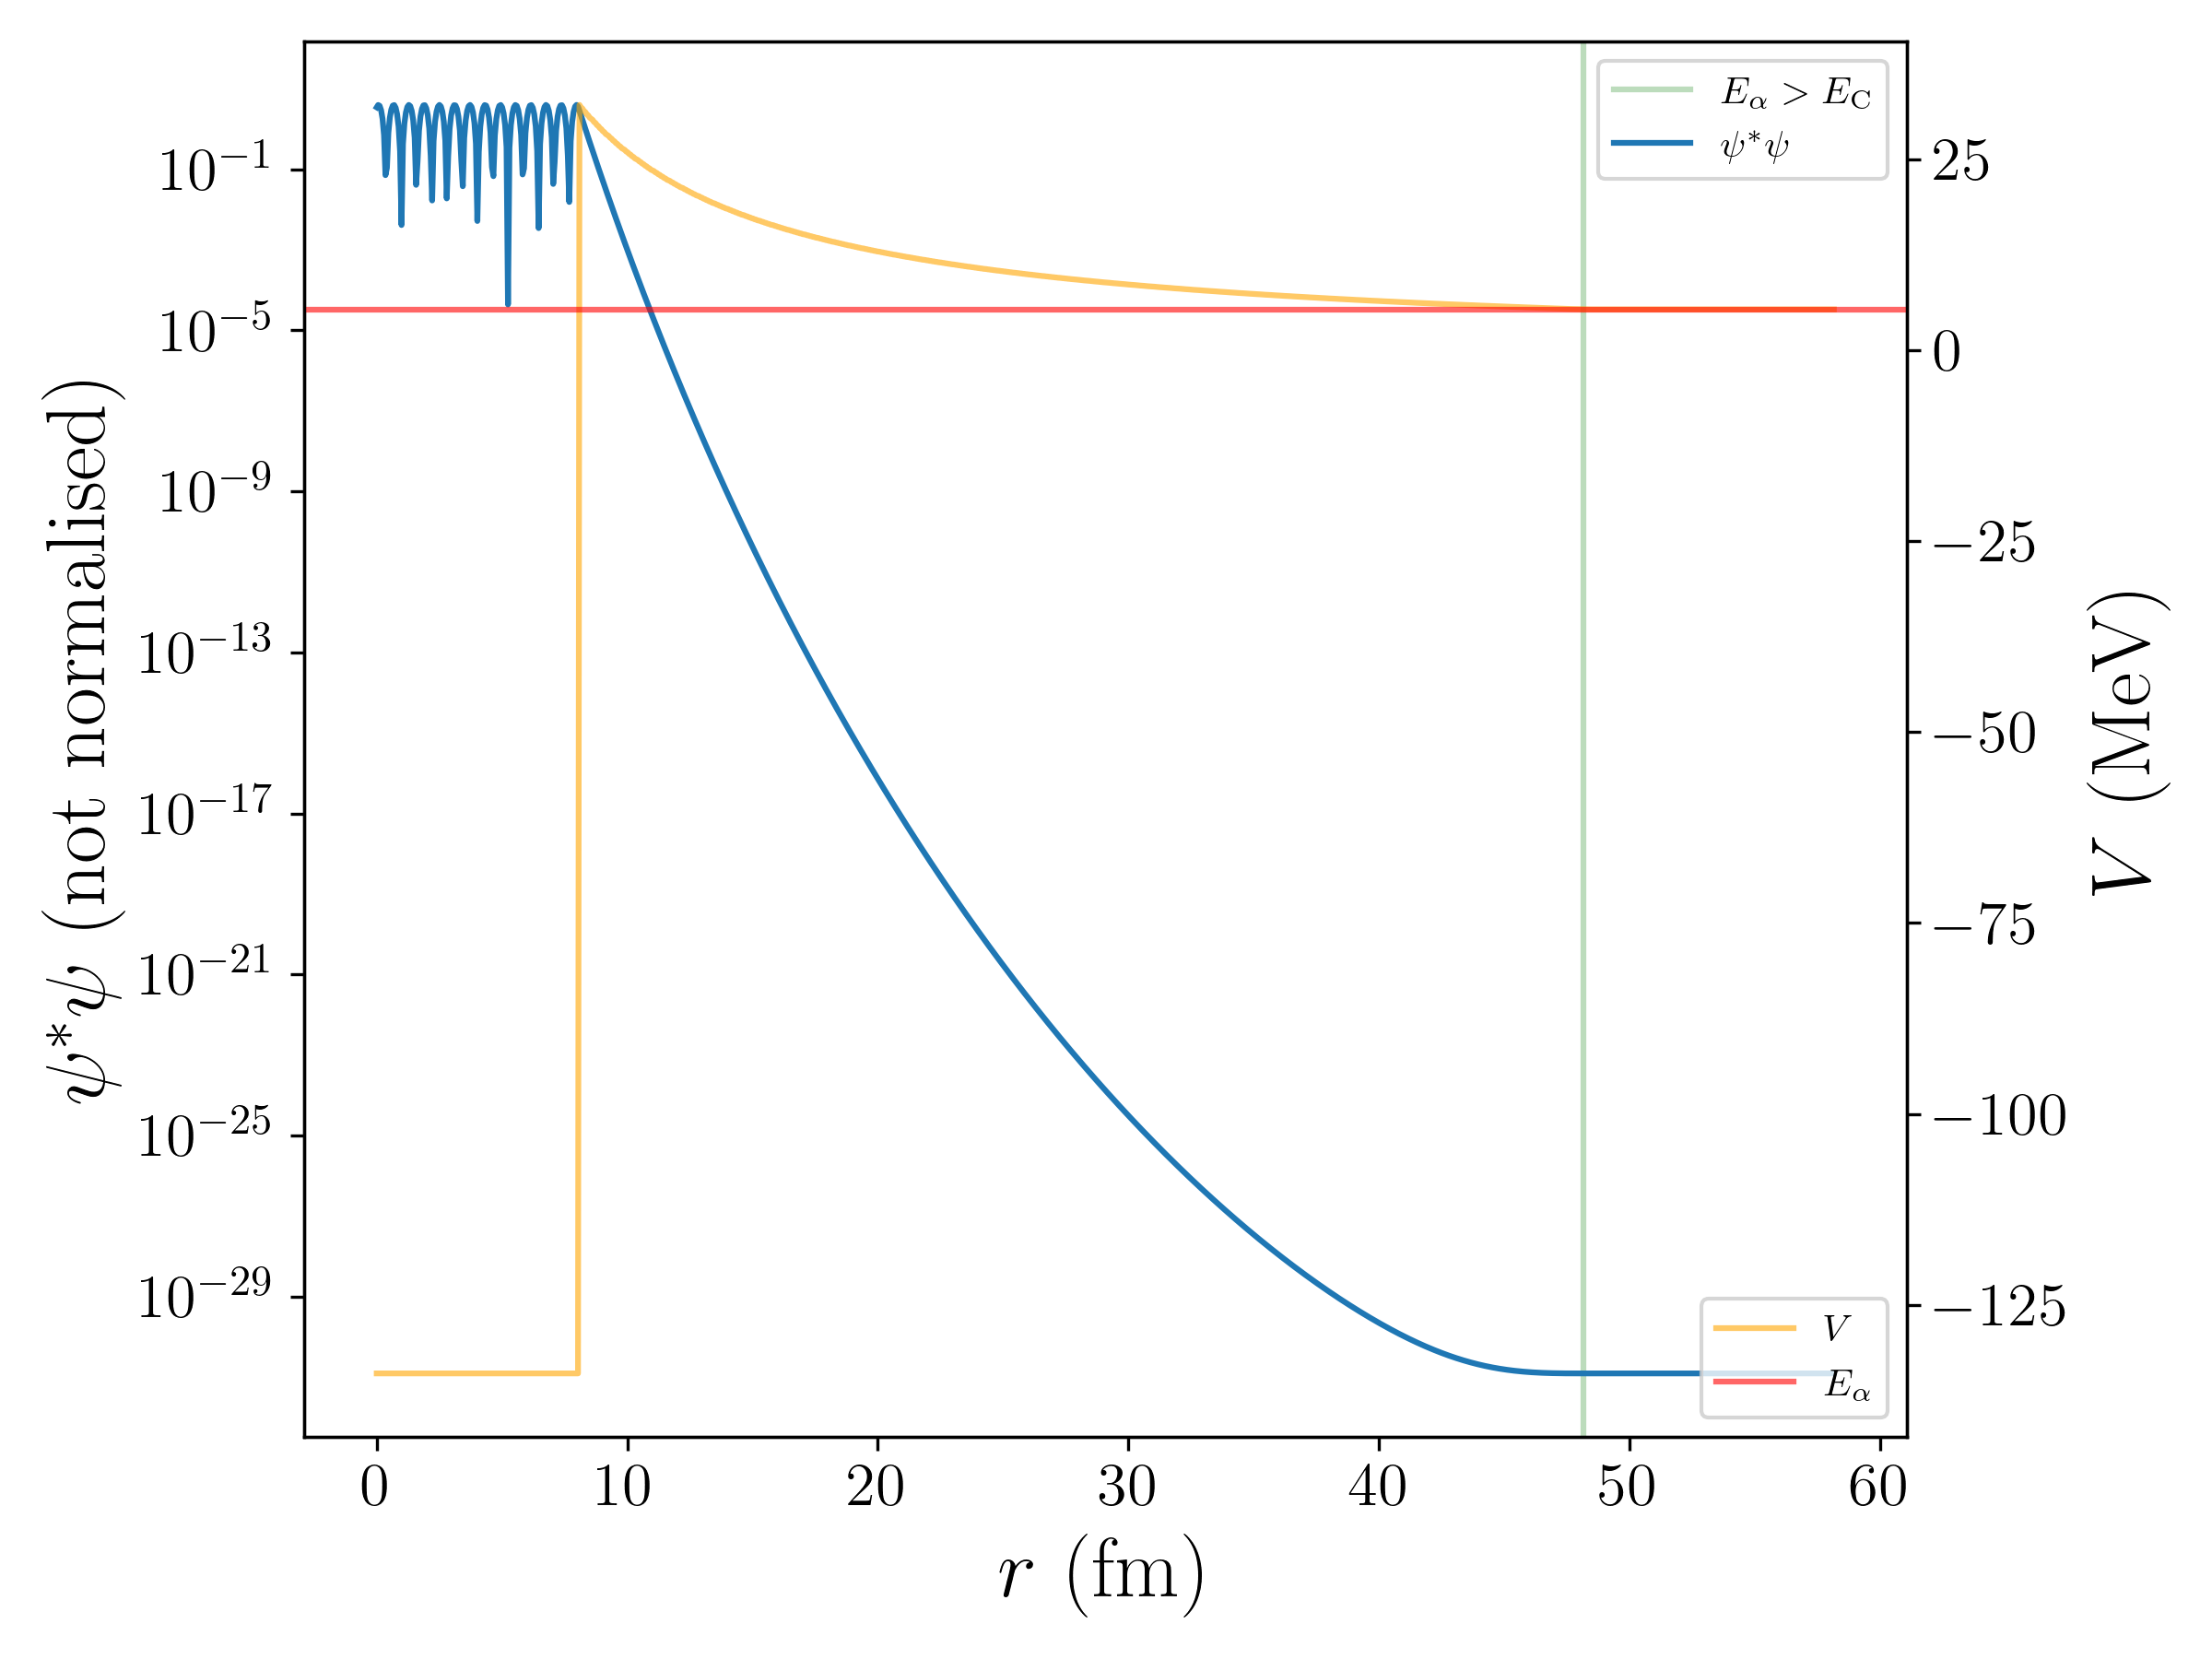 ψ*ψ (not normalised)
10⁻¹
10⁻⁵
10⁻⁹
10⁻¹³
10⁻¹⁷
10⁻²¹
10⁻²⁵
10⁻²⁹
E_α > E_C
ψ*ψ
25
0
−25
−50
−75
−100
−125
V (MeV)
V
E_α
0 10 20 30 40 50 60
r (fm)